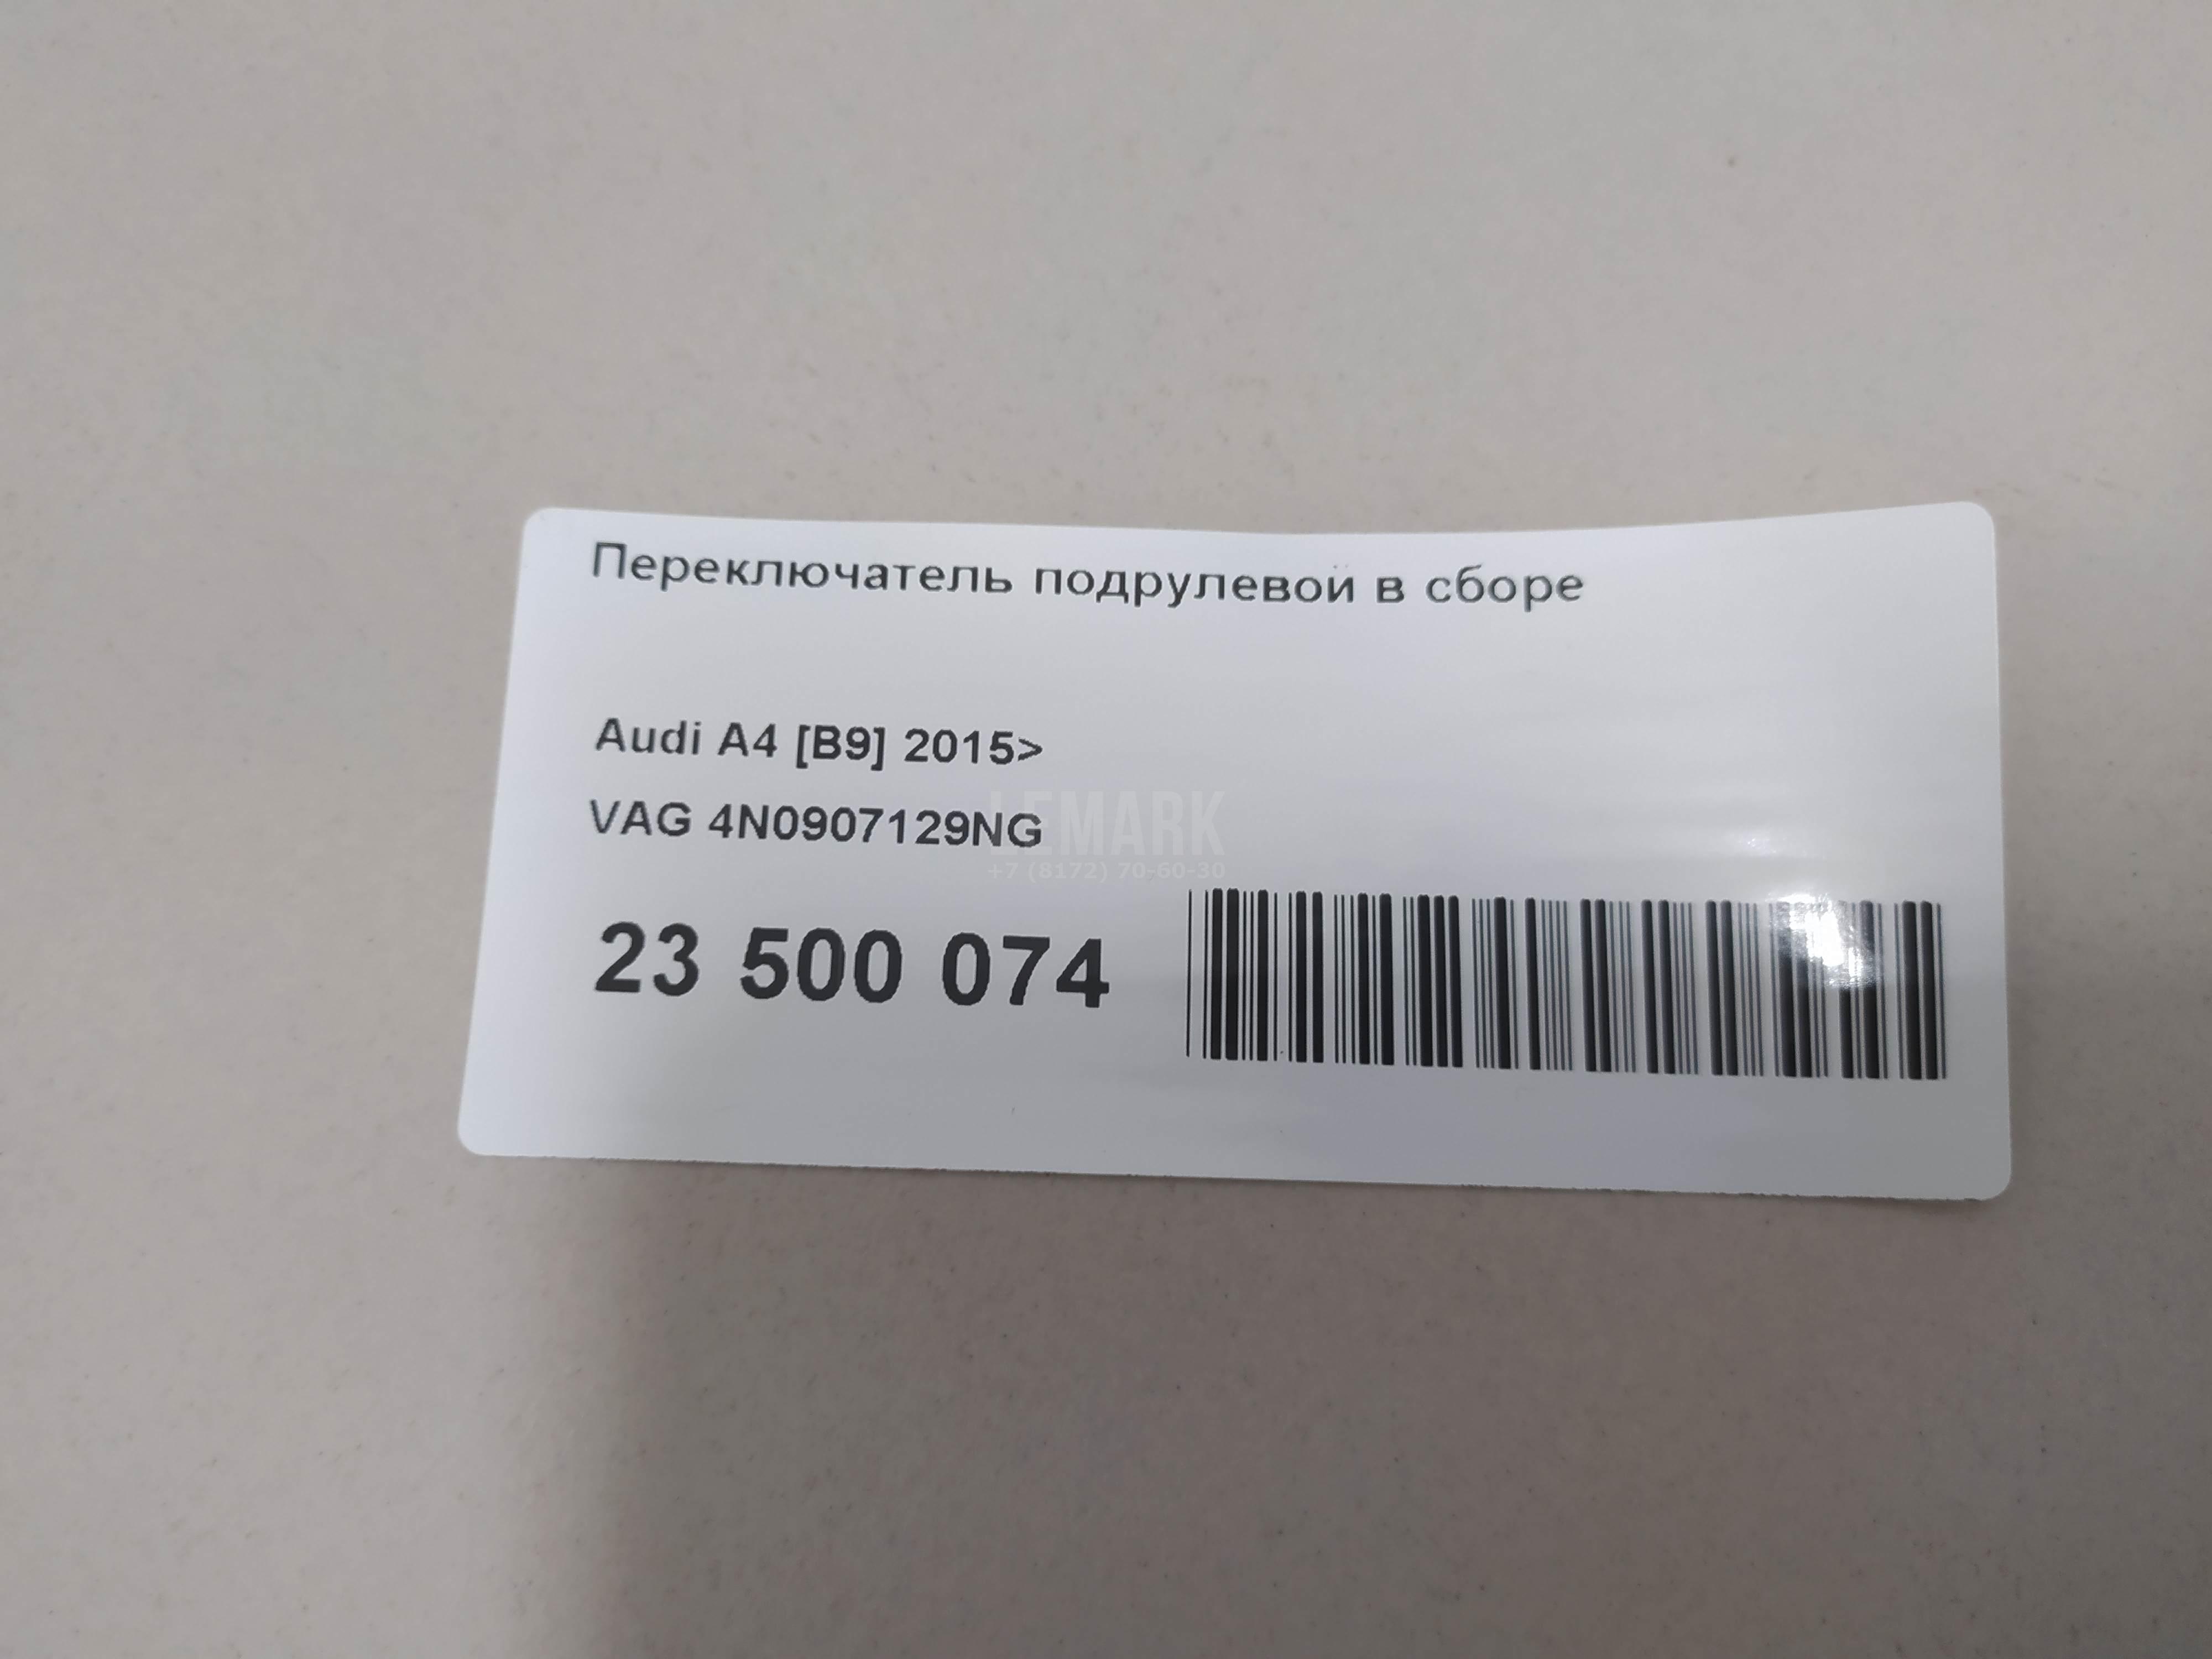 Переключатель подрулевой в сборе
Audi A4 [B9] 2015>
VAG 4N0907129NG
LEMARK
+7 (8172) 70-60-30
23 500 074